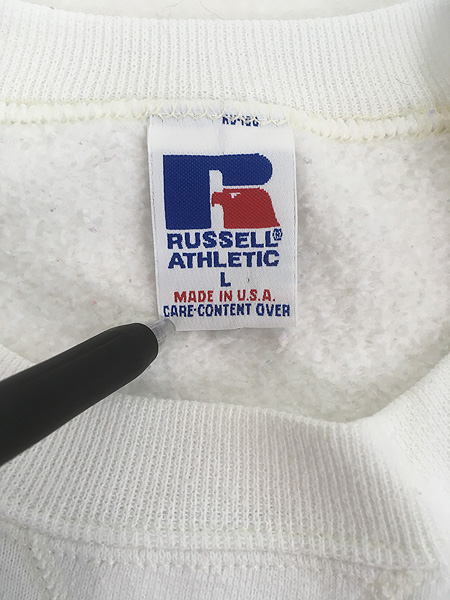 RUSSELL®
ATHLETIC
L
MADE IN U.S.A.
CARE-CONTENT OVER